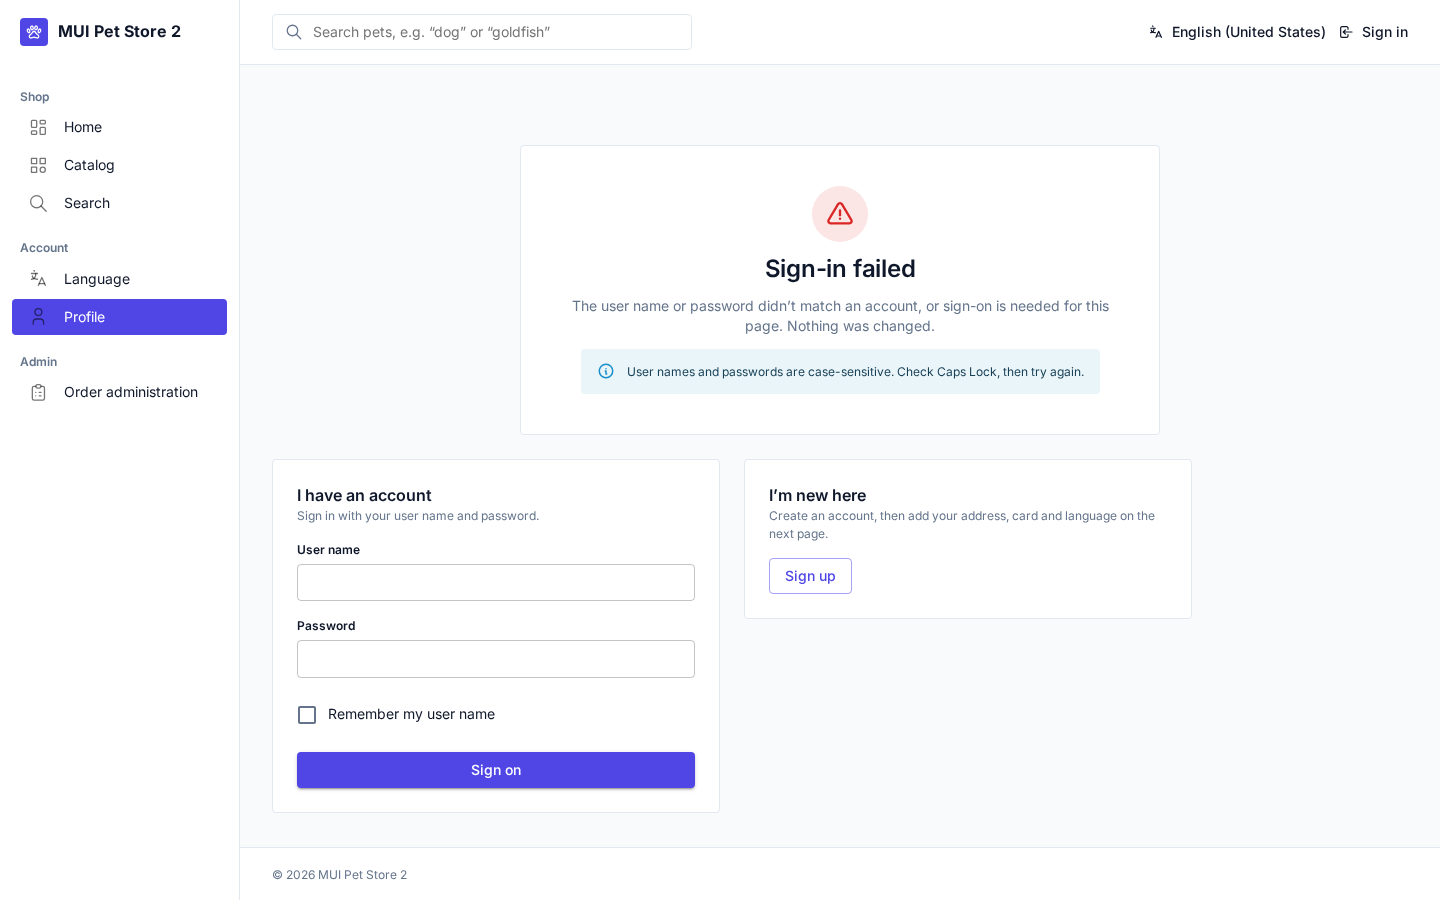 MUI Pet Store 2
Search pets, e.g. “dog” or “goldfish”
English (United States)
Sign in
Shop
Home
Catalog
Search
Account
Language
Profile
Admin
Order administration
Sign-in failed
The user name or password didn’t match an account, or sign-on is needed for this
page. Nothing was changed.
User names and passwords are case-sensitive. Check Caps Lock, then try again.
I have an account
Sign in with your user name and password.
User name
Password
Remember my user name
Sign on
I’m new here
Create an account, then add your address, card and language on the
next page.
Sign up
© 2026 MUI Pet Store 2